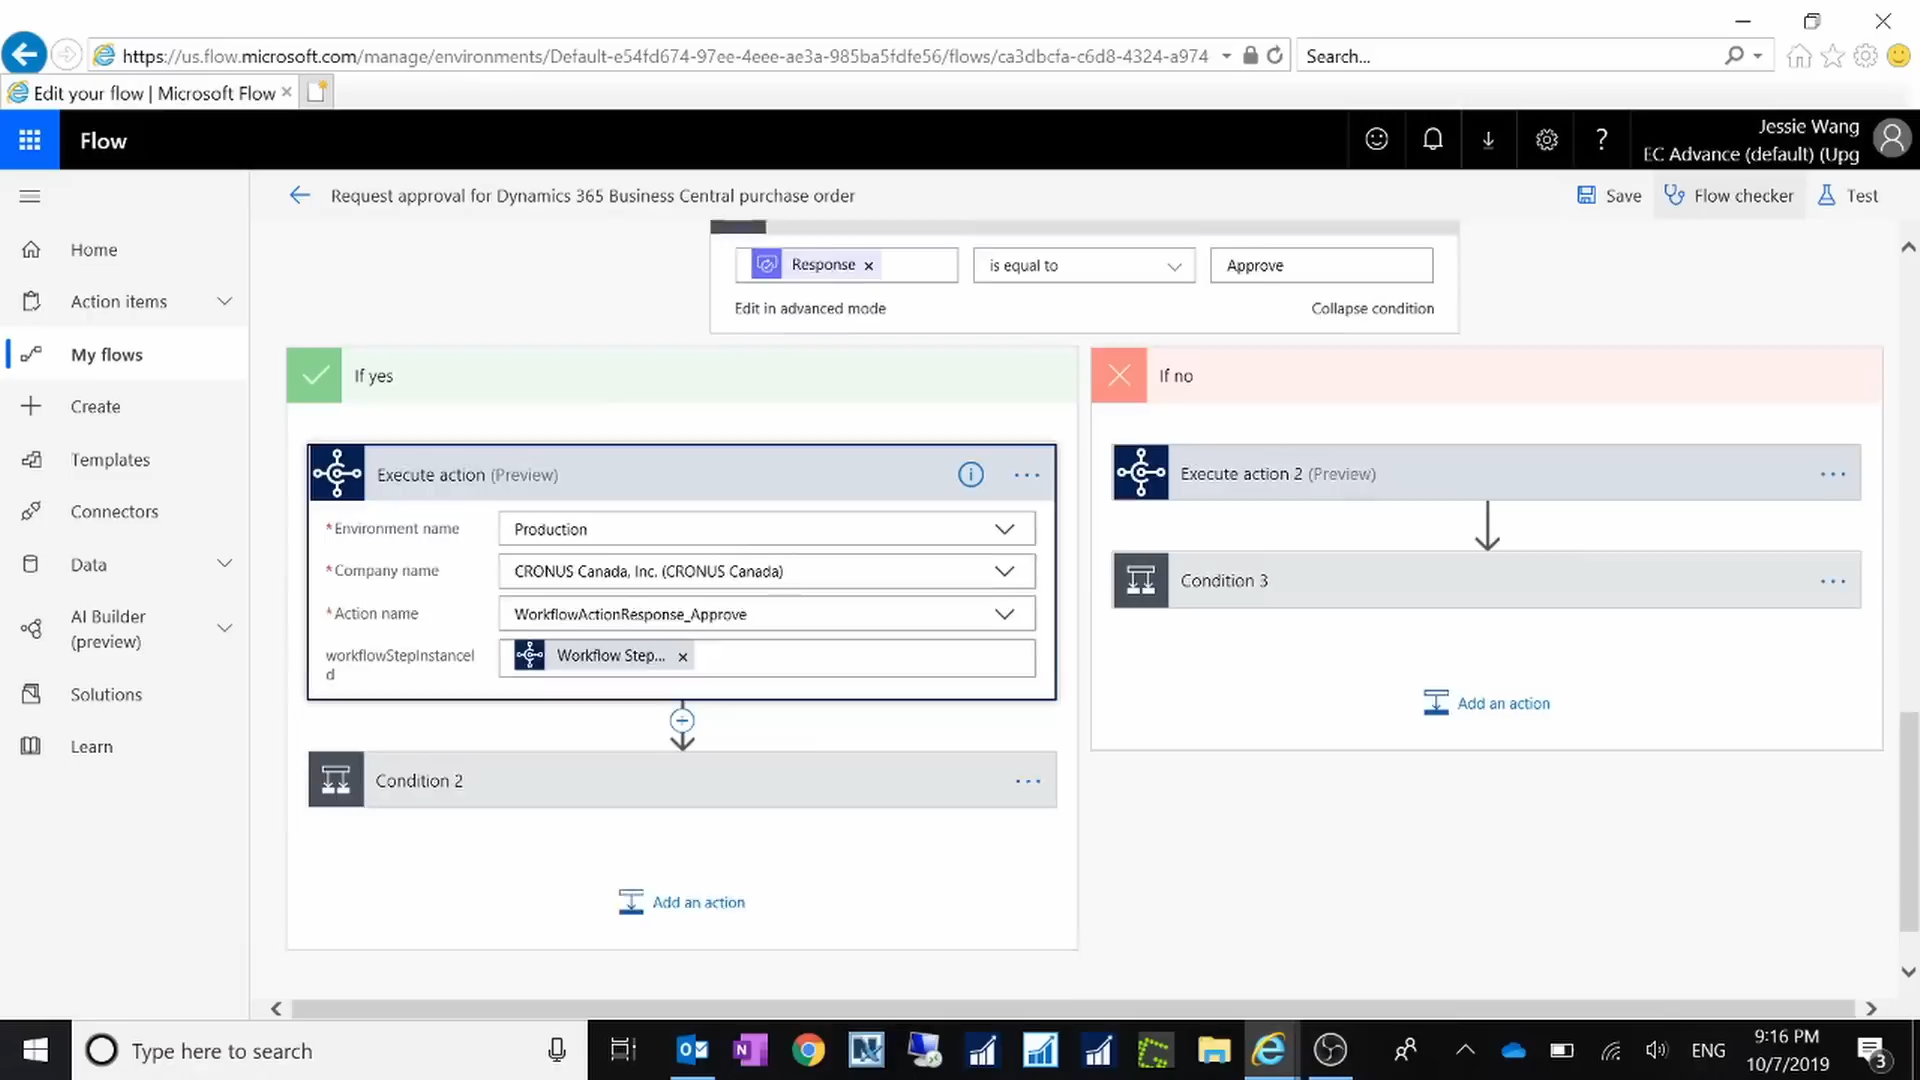 https://us.flow.microsoft.com/manage/environments/Default-e54fd674-97ee-4eee-ae3a-985ba5fdfe56/flows/ca3dbcfa-c6d8-4324-a974
Search...
Edit your flow | Microsoft Flow
Flow
Jessie Wang
EC Advance (default) (Upg
Request approval for Dynamics 365 Business Central purchase order
Save
Flow checker
Test
Home
Action items
My flows
Create
Templates
Connectors
Data
AI Builder
(preview)
Solutions
Learn
Response x
is equal to
Approve
Edit in advanced mode
Collapse condition
If yes
If no
Execute action (Preview)
* Environment name
Production
* Company name
CRONUS Canada, Inc. (CRONUS Canada)
* Action name
WorkflowActionResponse_Approve
workflowStepInstanceI
d
Workflow Step... x
Condition 2
Add an action
Execute action 2 (Preview)
Condition 3
Add an action
Type here to search
ENG
9:16 PM
10/7/2019
3